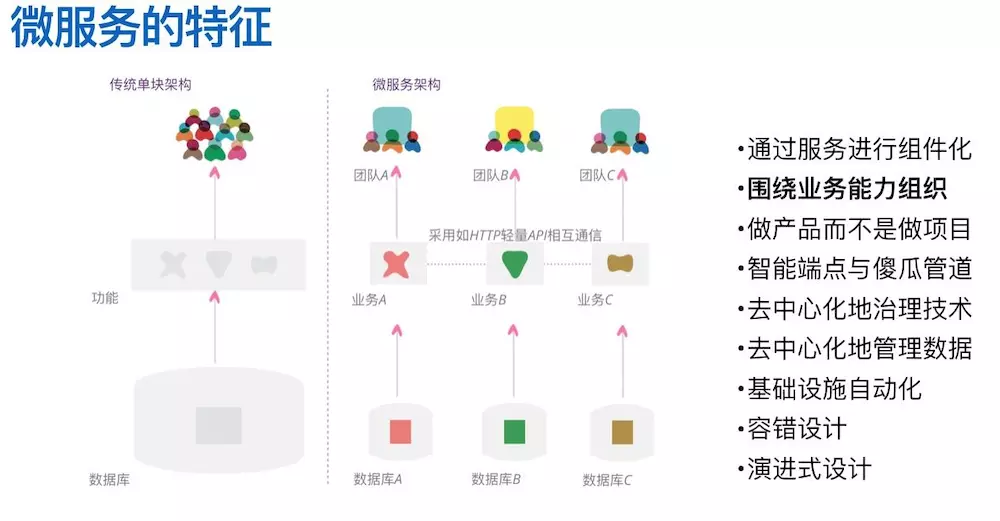 微服务的特征
传统单块架构
微服务架构
团队A
团队B
团队C
采用如HTTP轻量API相互通信
功能
业务A
业务B
业务C
数据库
数据库A
数据库B
数据库C
•通过服务进行组件化
•围绕业务能力组织
•做产品而不是做项目
•智能端点与傻瓜管道
•去中心化地治理技术
•去中心化地管理数据
•基础设施自动化
•容错设计
•演进式设计